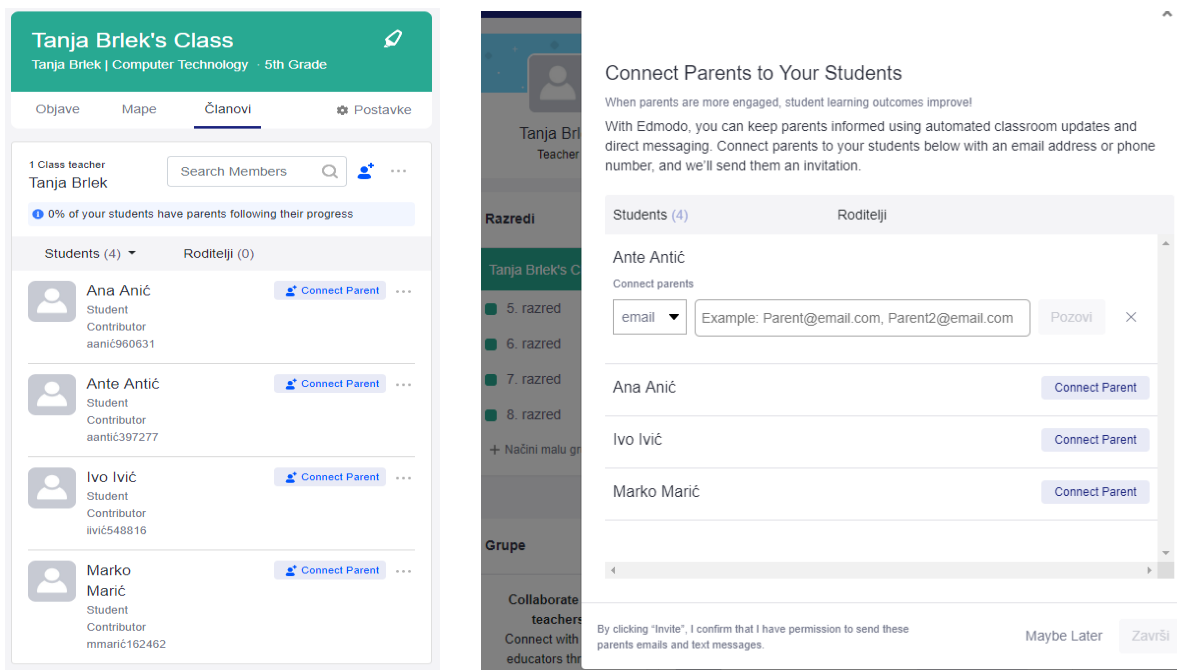 Tanja Brlek's Class
Tanja Brlek | Computer Technology · 5th Grade
Objave Mape Članovi Postavke
1 Class teacher
Tanja Brlek
Search Members
0% of your students have parents following their progress
Students (4) Roditelji (0)
Ana Anić
Connect Parent
Student
Contributor
aanić960631
Ante Antić
Connect Parent
Student
Contributor
aantić397277
Ivo Ivić
Connect Parent
Student
Contributor
iivić548816
Marko
Marić
Connect Parent
Student
Contributor
mmarić162462
Tanja Brl
Teacher
Razredi
Tanja Brlek's C
5. razred
6. razred
7. razred
8. razred
+ Načini malu gr
Grupe
Collaborate
teachers
Connect with
educators thr
Connect Parents to Your Students
When parents are more engaged, student learning outcomes improve!
With Edmodo, you can keep parents informed using automated classroom updates and
direct messaging. Connect parents to your students below with an email address or phone
number, and we’ll send them an invitation.
Students (4) Roditelji
Ante Antić
Connect parents
email Example: Parent@email.com, Parent2@email.com Pozovi
Ana Anić Connect Parent
Ivo Ivić Connect Parent
Marko Marić Connect Parent
By clicking “Invite”, I confirm that I have permission to send these
parents emails and text messages.
Maybe Later Završi